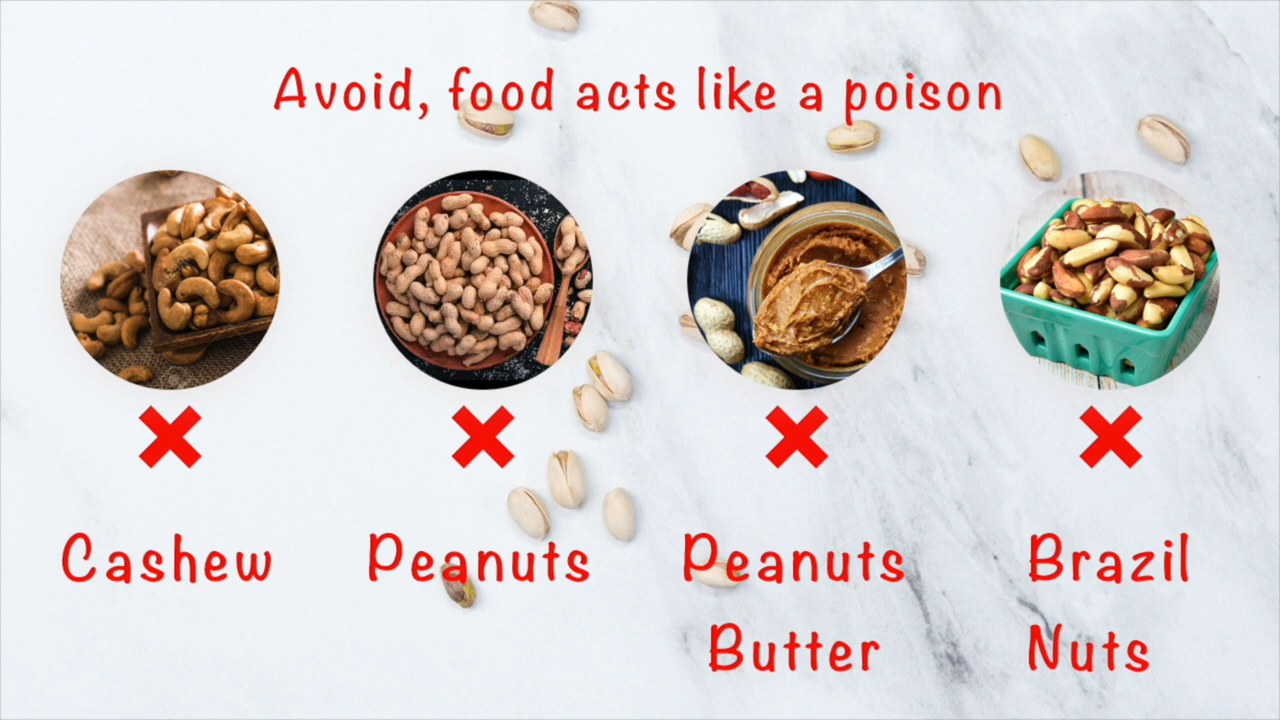 Avoid, food acts like a poison
Cashew
Peanuts
Peanuts
Butter
Brazil
Nuts